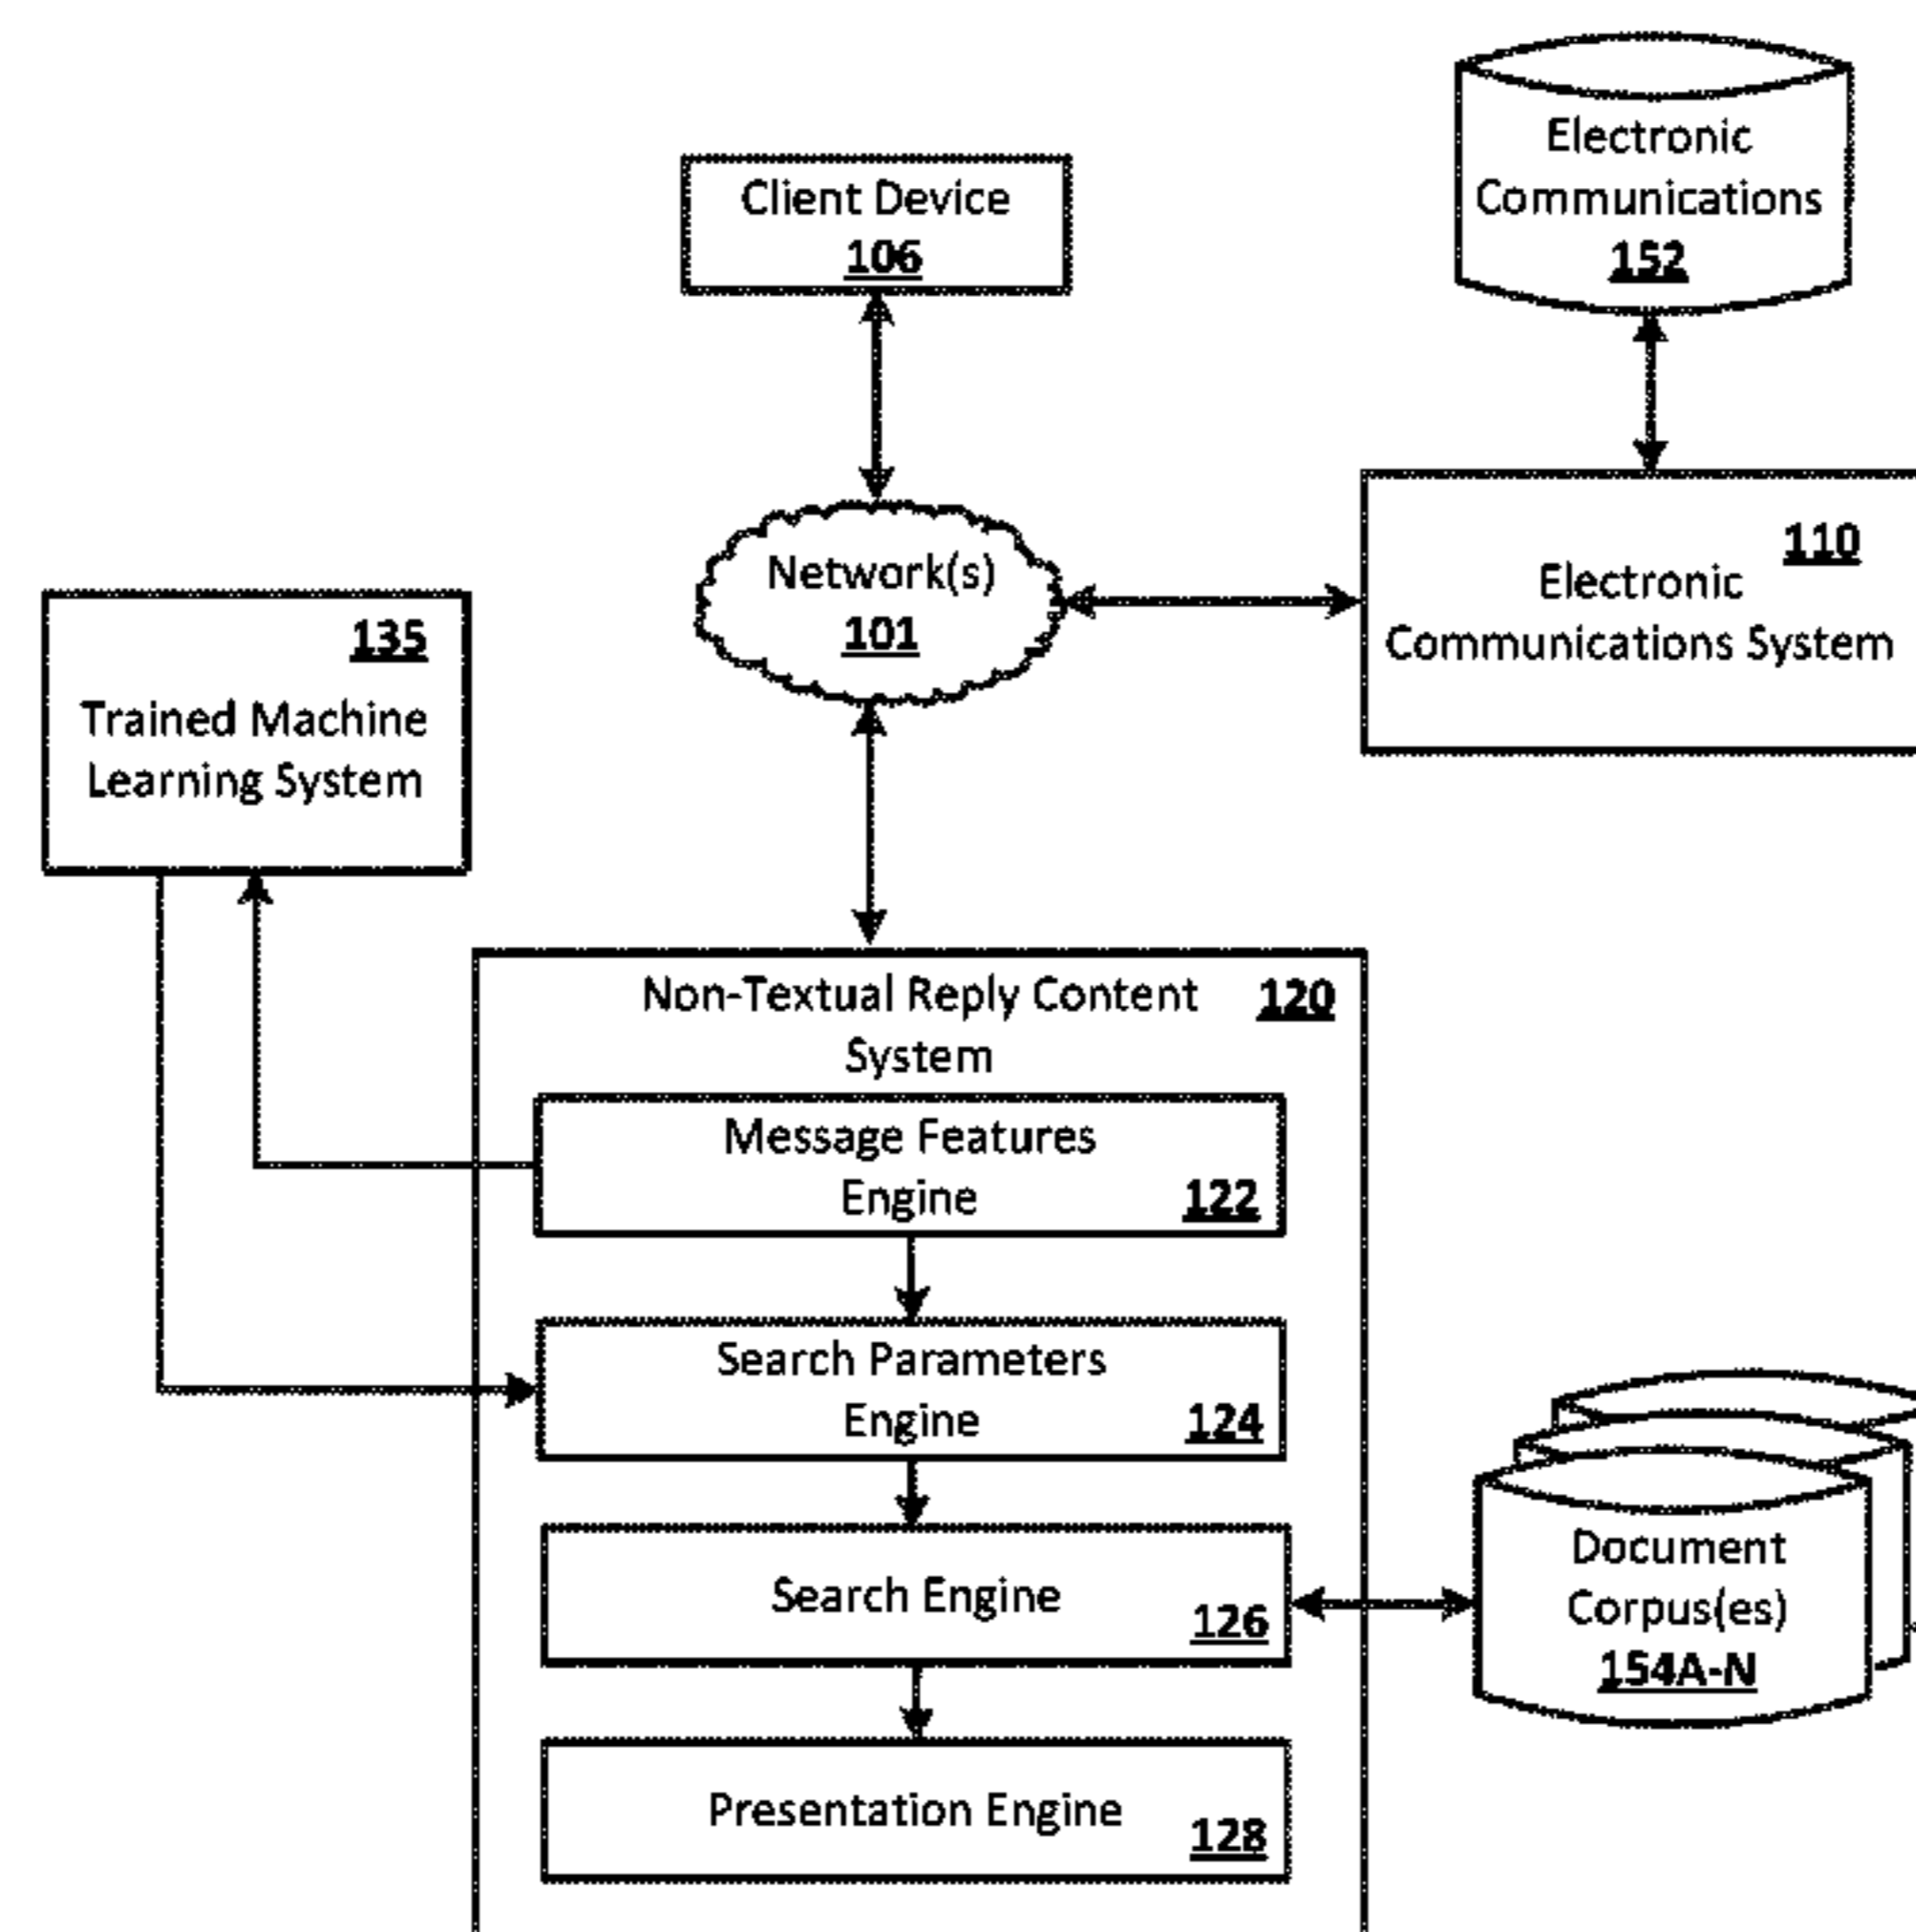 Electronic
Communications
152
Client Device
106
110
Electronic
Communications System
Network(s)
101
135
Trained Machine
Learning System
Non-Textual Reply Content 120
System
Message Features
Engine 122
Search Parameters
Engine 124
Search Engine 126
Document
Corpus(es)
154A-N
Presentation Engine 128